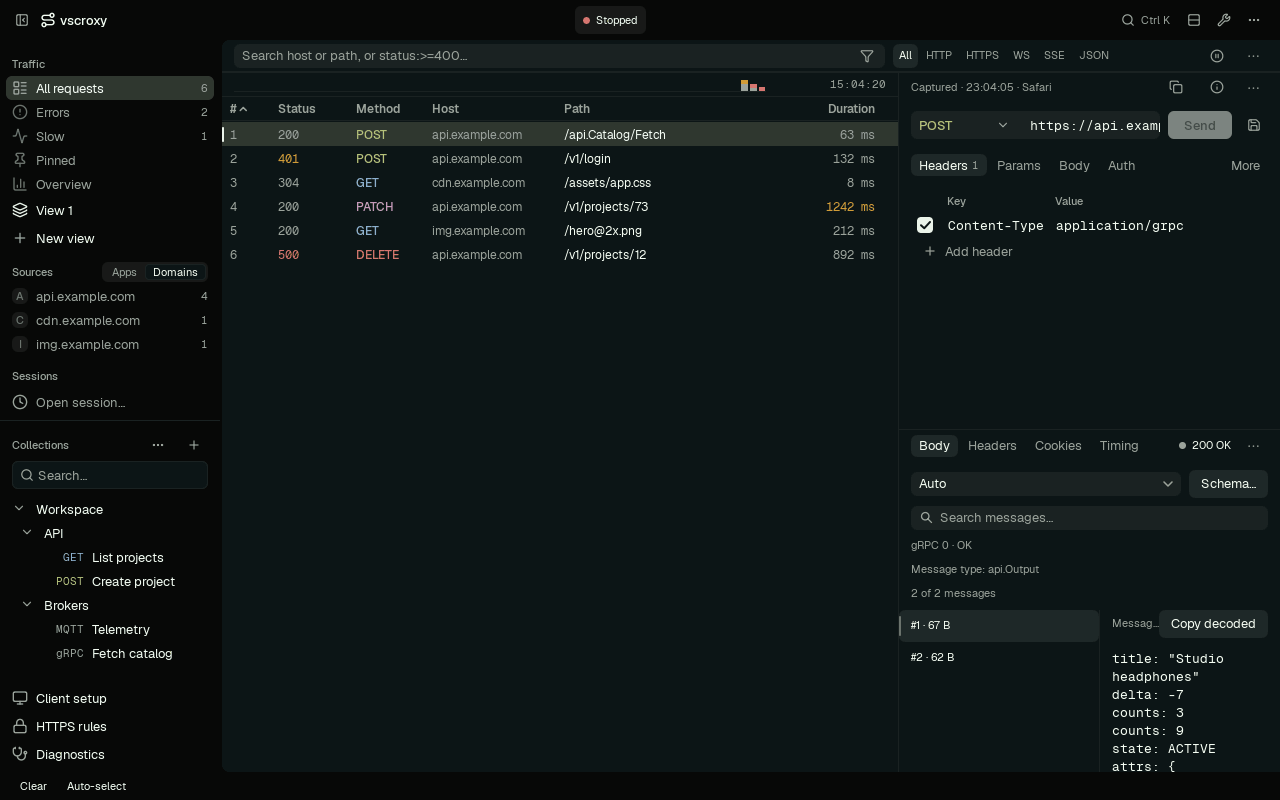 vscroxy
Stopped
Ctrl K
Traffic
All requests 6
Errors 2
Slow 1
Pinned
Overview
View 1
New view
Sources Apps Domains
A api.example.com 4
C cdn.example.com 1
I img.example.com 1
Sessions
Open session...
Collections
Search...
Workspace
API
GET List projects
POST Create project
Brokers
MQTT Telemetry
gRPC Fetch catalog
Client setup
HTTPS rules
Diagnostics
Clear Auto-select
Search host or path, or status:>=400...
All HTTP HTTPS WS SSE JSON
15:04:20
# Status Method Host Path Duration
1 200 POST api.example.com /api.Catalog/Fetch 63 ms
2 401 POST api.example.com /v1/login 132 ms
3 304 GET cdn.example.com /assets/app.css 8 ms
4 200 PATCH api.example.com /v1/projects/73 1242 ms
5 200 GET img.example.com /hero@2x.png 212 ms
6 500 DELETE api.example.com /v1/projects/12 892 ms
Captured · 23:04:05 · Safari
POST https://api.examp Send
Headers 1 Params Body Auth More
Key Value
Content-Type application/grpc
Add header
Body Headers Cookies Timing 200 OK
Auto Schema...
Search messages...
gRPC 0 · OK
Message type: api.Output
2 of 2 messages
#1 · 67 B
#2 · 62 B
Messag... Copy decoded
title: "Studio
headphones"
delta: -7
counts: 3
counts: 9
state: ACTIVE
attrs: {